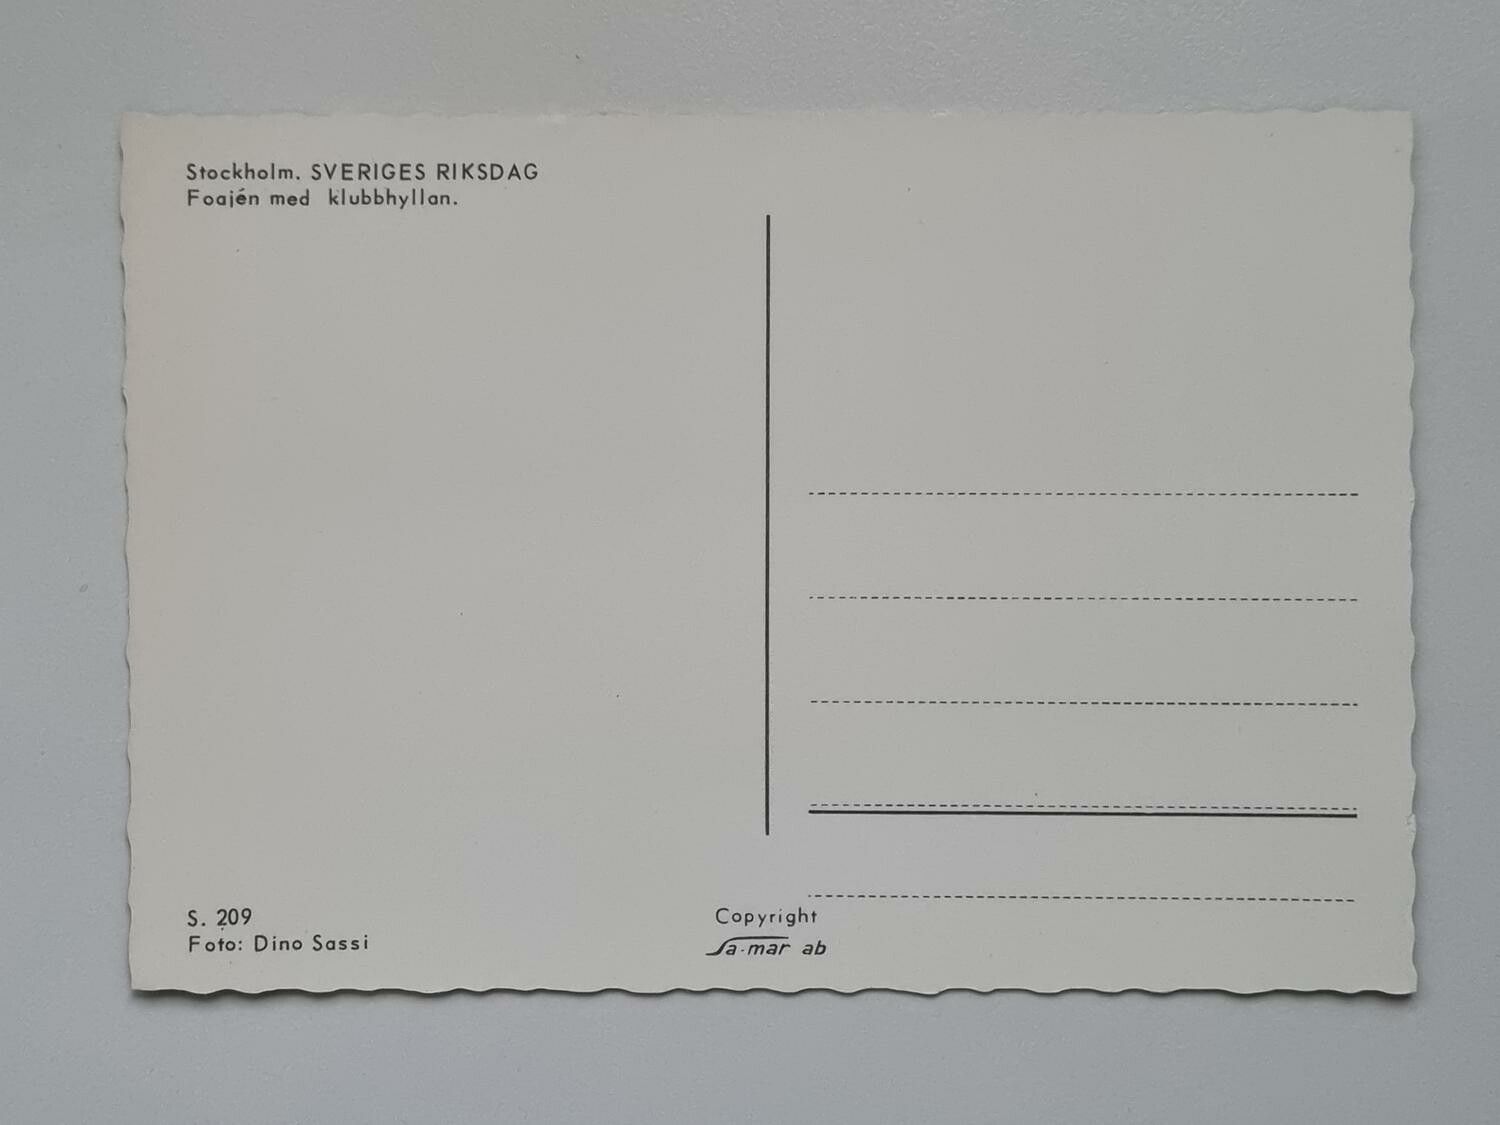 Stockholm. SVERIGES RIKSDAG
Foajén med klubbhyllan.
S. 209
Foto: Dino Sassi
Copyright
Sa-mar ab